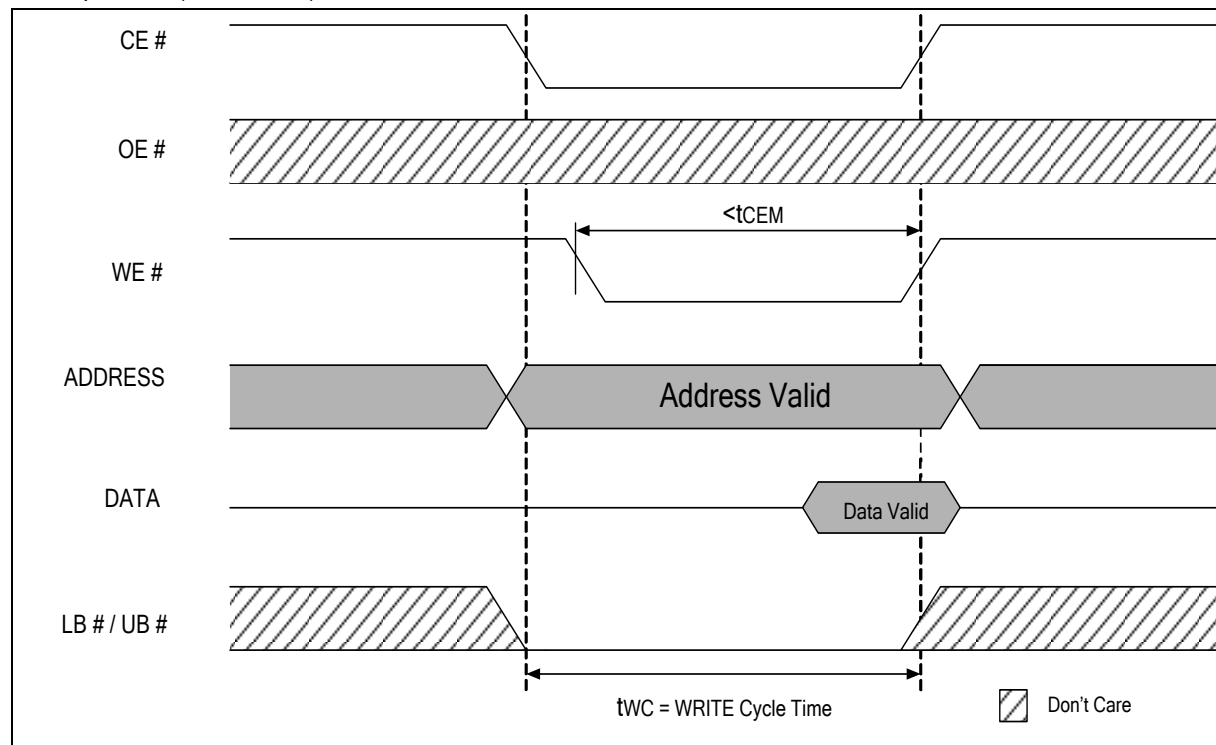 CE #
OE #
<tCEM
WE #
ADDRESS
Address Valid
DATA
Data Valid
LB # / UB #
tWC = WRITE Cycle Time
Don't Care